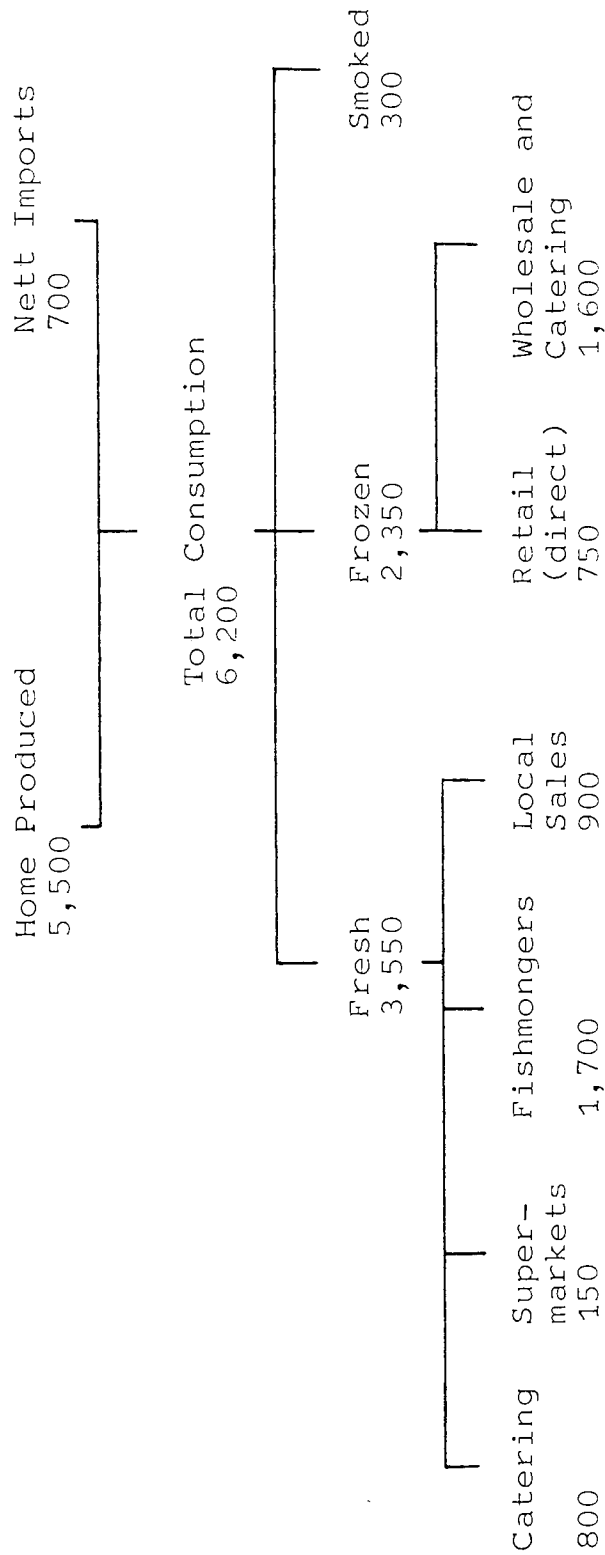 Home Produced
5,500
Nett Imports
700
Total Consumption
6,200
Fresh
3,550
Frozen
2,350
Smoked
300
Catering
800
Super-
markets
150
Fishmongers
1,700
Local
Sales
900
Retail
(direct)
750
Wholesale and
Catering
1,600